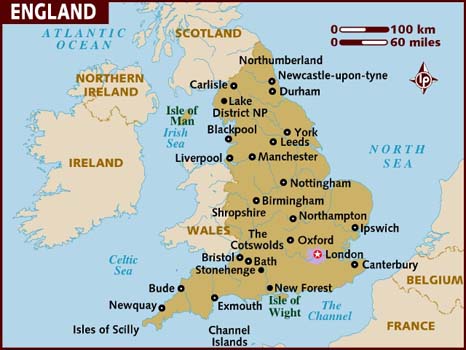 ENGLAND
0 100 km
0 60 miles
ATLANTIC
OCEAN
SCOTLAND
Northumberland
Newcastle-upon-tyne
Carlisle
Durham
NORTHERN
IRELAND
Isle of
Man
Lake
District NP
Irish
Sea
Blackpool
York
Leeds
NORTH
SEA
IRELAND
Liverpool
Manchester
Nottingham
Birmingham
Shropshire
Northampton
WALES
The
Cotswolds
Ipswich
Oxford
London
Celtic
Sea
Bristol
Bath
Canterbury
Stonehenge
BELGIUM
Bude
New Forest
Newquay
Exmouth
Isle of
Wight
The
Channel
Isles of Scilly
Channel
Islands
FRANCE